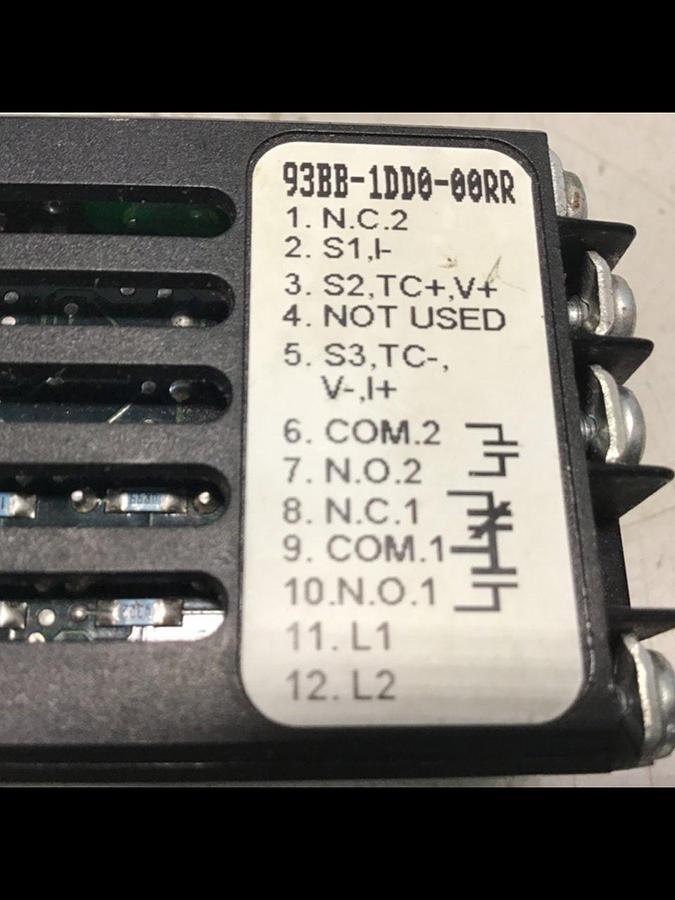 93BB-1DD0-00RR
1. N.C.2
2. S1,I-
3. S2,TC+,V+
4. NOT USED
5. S3,TC-,
V-,I+
6. COM.2
7. N.O.2
8. N.C.1
9. COM.1
10.N.O.1
11. L1
12. L2